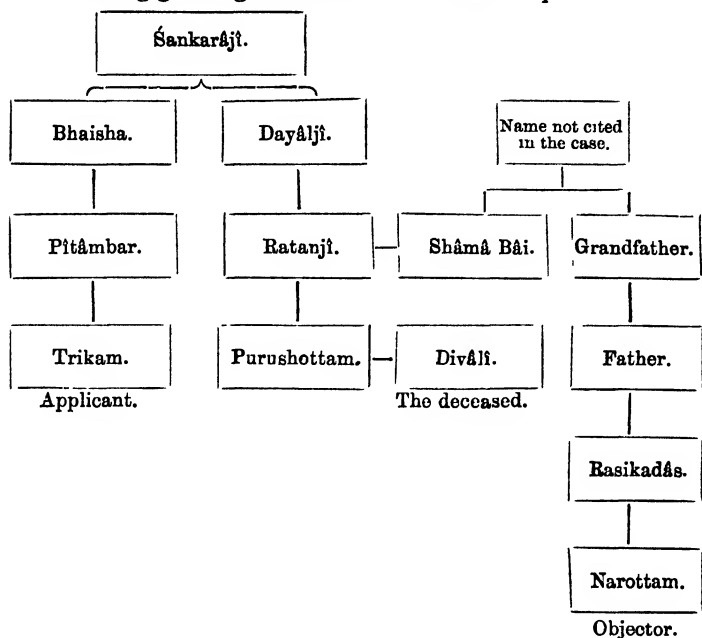 Śankarâjî.
Bhaisha.
Dayâljî.
Name not cited
in the case.
Pîtâmbar.
Ratanjî.
Shâmâ Bâi.
Grandfather.
Trikam.
Purushottam.
Divâlî.
Father.
Applicant.
The deceased.
Rasikadâs.
Narottam.
Objector.